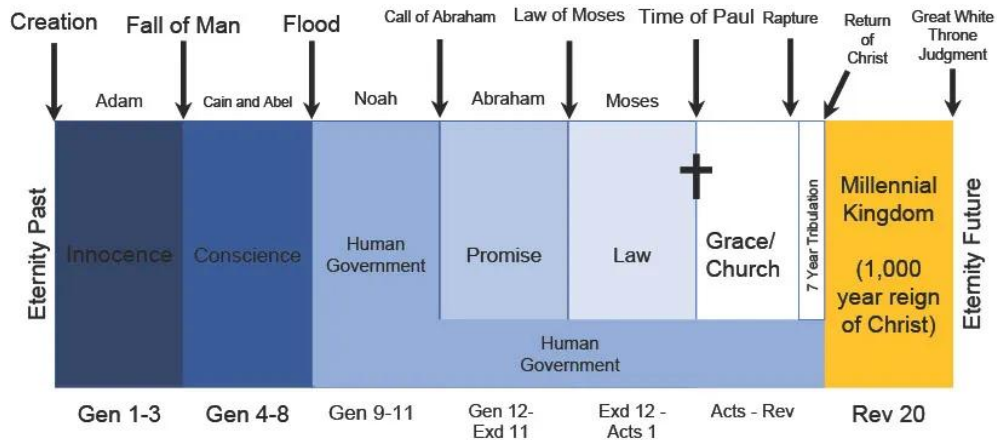 Creation
Fall of Man
Flood
Call of Abraham
Law of Moses
Time of Paul
Rapture
Return
of
Christ
Great White
Throne
Judgment
Adam
Cain and Abel
Noah
Abraham
Moses
Eternity Past
Innocence
Conscience
Human
Government
Promise
Law
Grace/
Church
7 Year Tribulation
Millennial
Kingdom
(1,000
year reign
of Christ)
Eternity Future
Human
Government
Gen 1-3
Gen 4-8
Gen 9-11
Gen 12-
Exd 11
Exd 12 -
Acts 1
Acts - Rev
Rev 20